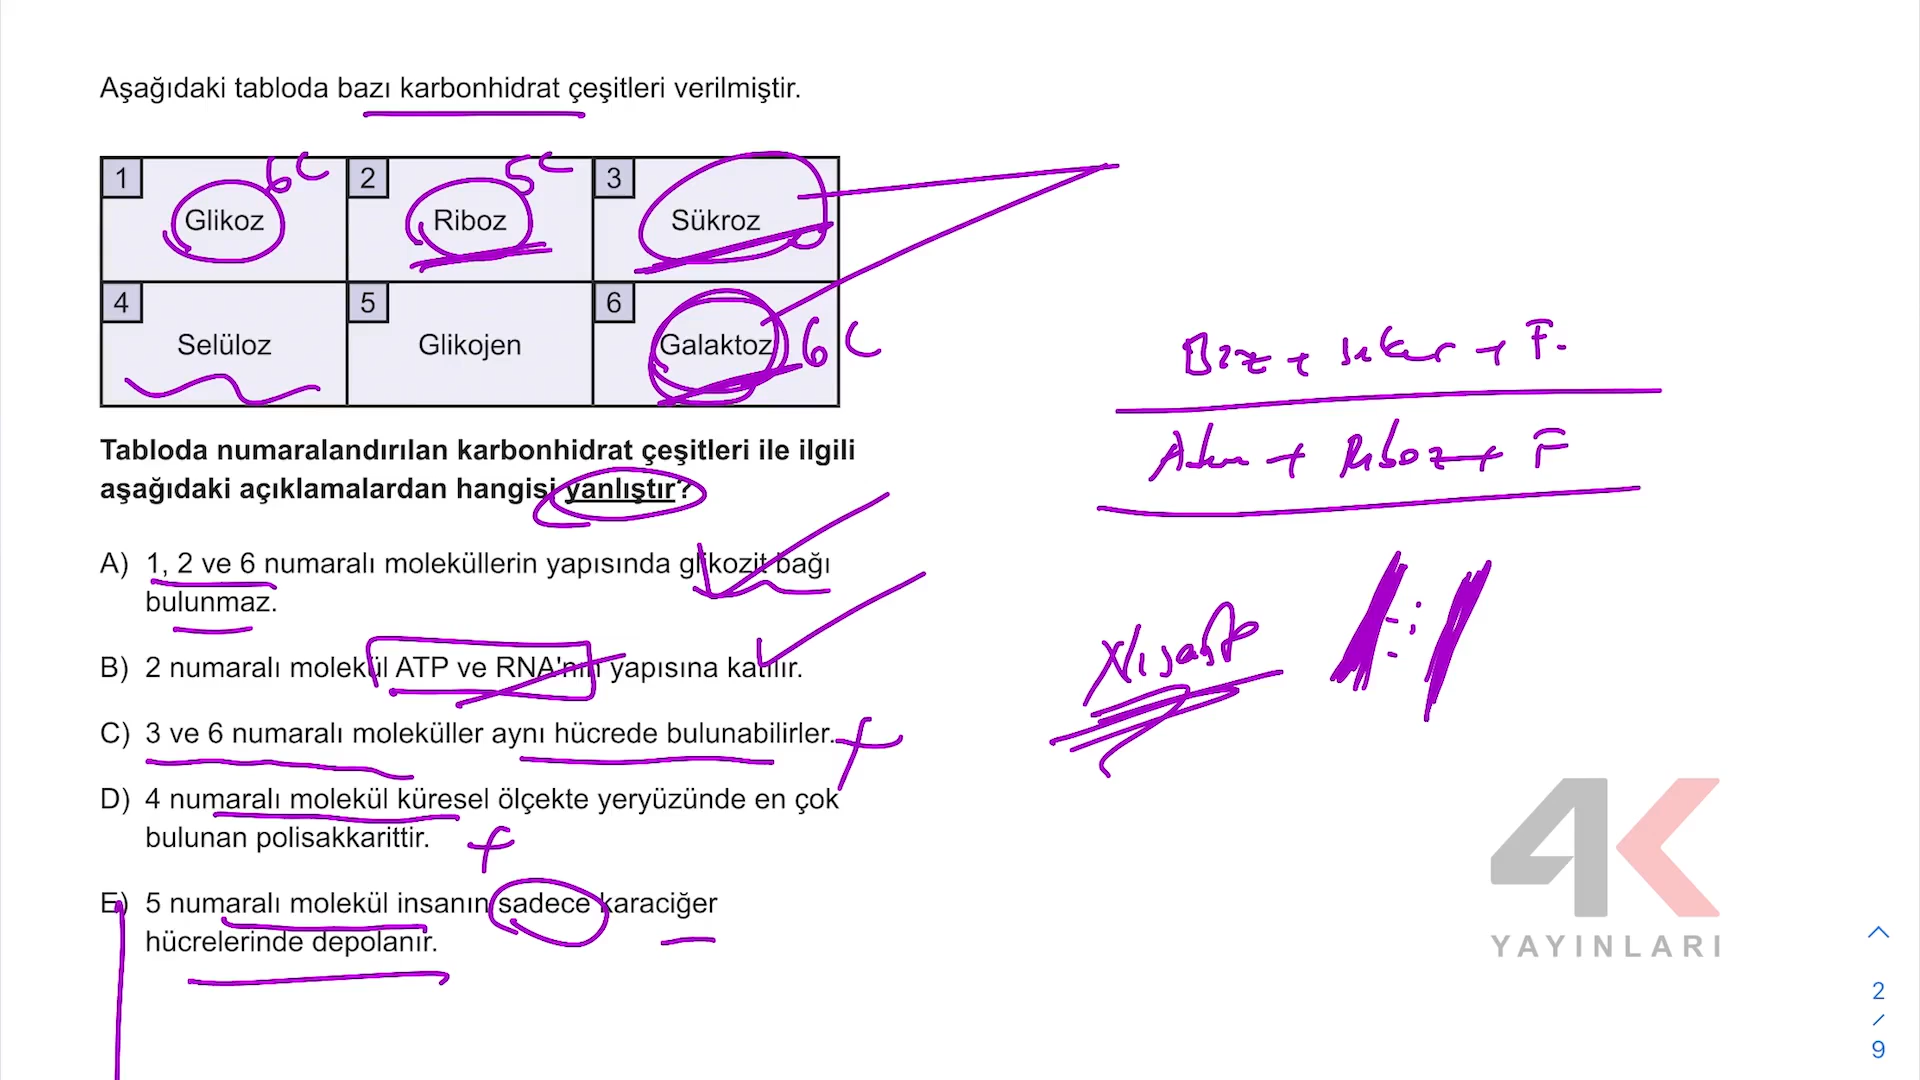 Aşağıdaki tabloda bazı karbonhidrat çeşitleri verilmiştir.
1
Glikoz
6C
2
Riboz
5C
3
Sükroz
4
Selüloz
5
Glikojen
6
Galaktoz
6C
Tabloda numaralandırılan karbonhidrat çeşitleri ile ilgili
aşağıdaki açıklamalardan hangisi yanlıştır?
A) 1, 2 ve 6 numaralı moleküllerin yapısında glikozit bağı
bulunmaz.
B) 2 numaralı molekül ATP ve RNA'nın yapısına katılır.
C) 3 ve 6 numaralı moleküller aynı hücrede bulunabilirler.
D) 4 numaralı molekül küresel ölçekte yeryüzünde en çok
bulunan polisakkarittir.
E) 5 numaralı molekül insanın sadece karaciğer
hücrelerinde depolanır.
Baz + şeker + F.
+ Riboz + F
Nişasta
4K
YAYINLARI
2
/
9